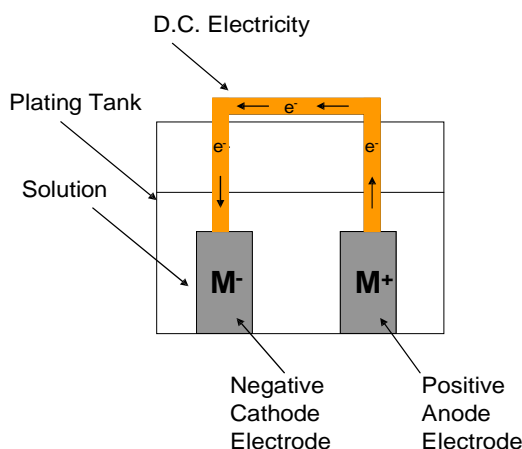 D.C. Electricity
Plating Tank
e-
e-
e-
Solution
M-
M+
Negative
Cathode
Electrode
Positive
Anode
Electrode